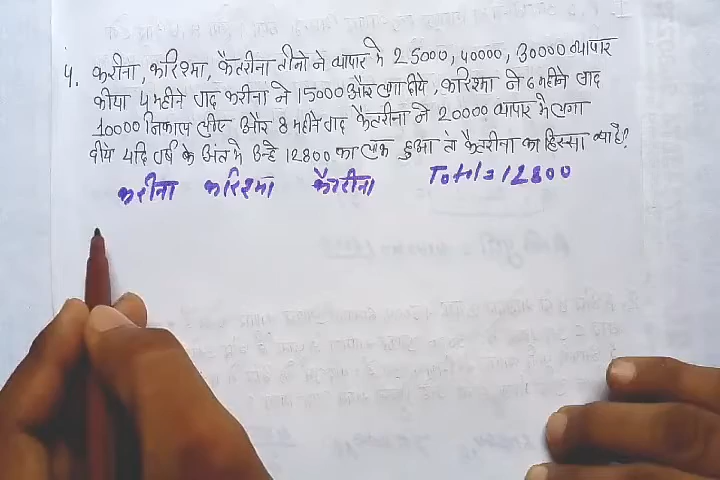 4. करीना, करिश्मा, कैटरीना तीनो ने व्यापार मे 25000, 40000, 30000 व्यापार
कीया 4 महीने बाद करीना ने 15000 और लगा दीये, करिश्मा ने 6 महीने बाद
10000 निकाल लीए और 8 महीने बाद कैटरीना ने 20000 व्यापार मे लगा
दीये यदि वर्ष के अंत मे उन्हे 12800 का लाभ हुआ तो कैटरीना का हिस्सा क्या है?
करीना करिश्मा कैटरीना Total = 12800